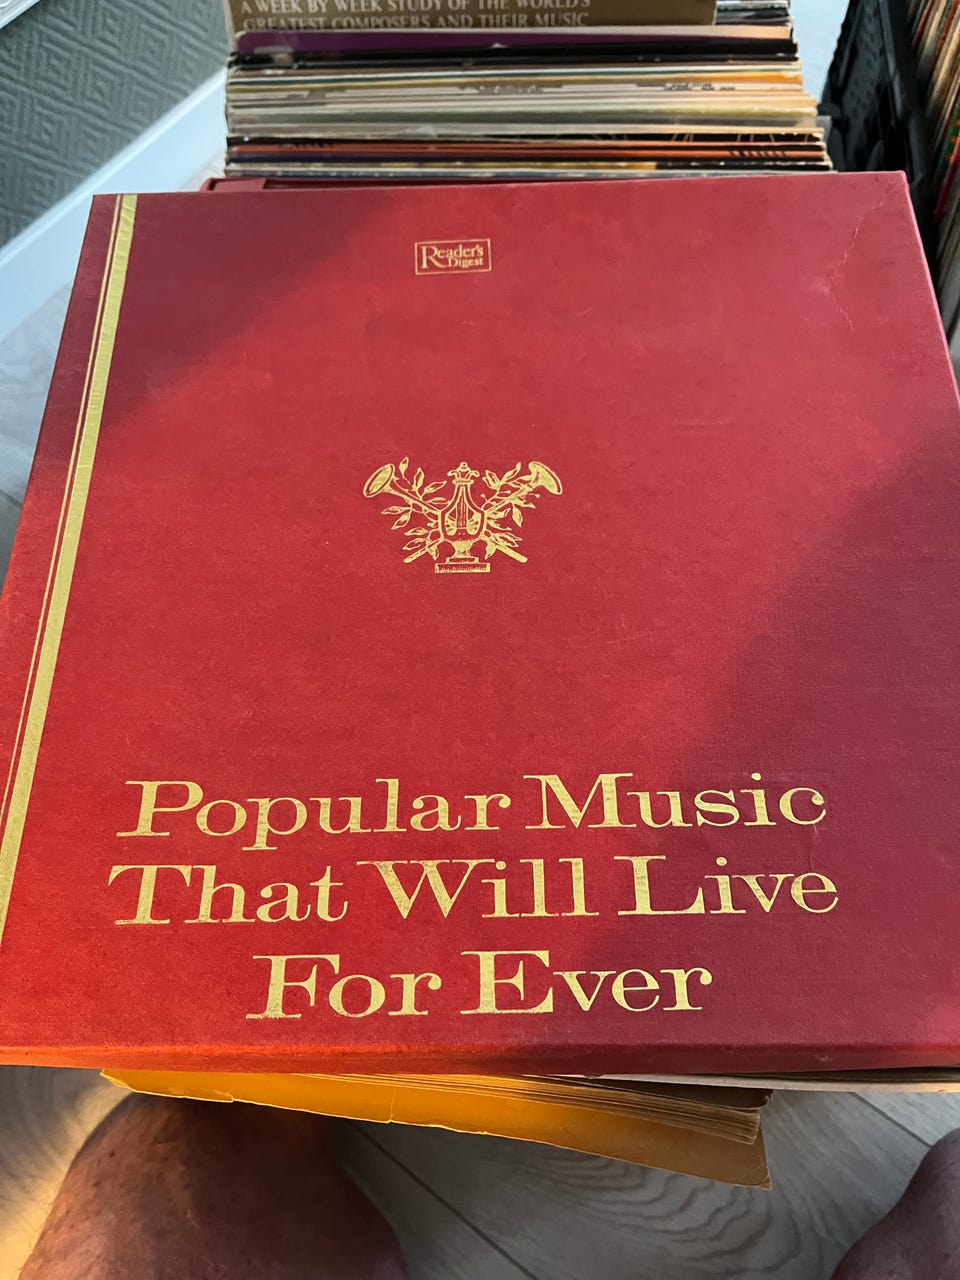 A WEEK BY WEEK STUDY OF THE WORLD'S
GREATEST COMPOSERS AND THEIR MUSIC
Reader's
Digest
Popular Music
That Will Live
For Ever